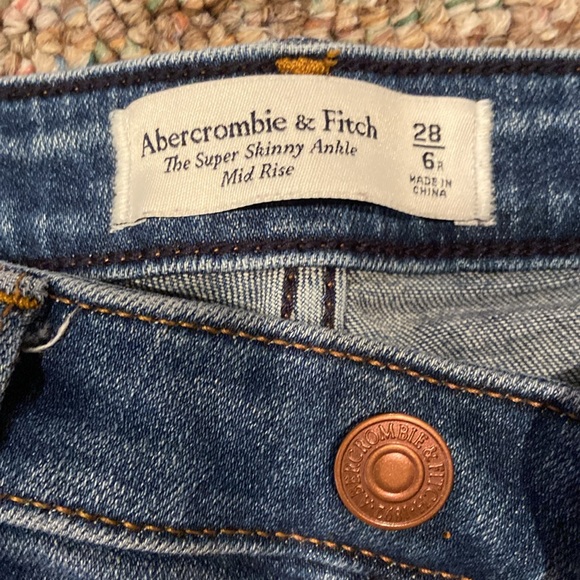 Abercrombie & Fitch
The Super Skinny Ankle
Mid Rise
28
6R
MADE IN
CHINA
ABERCROMBIE & FITCH